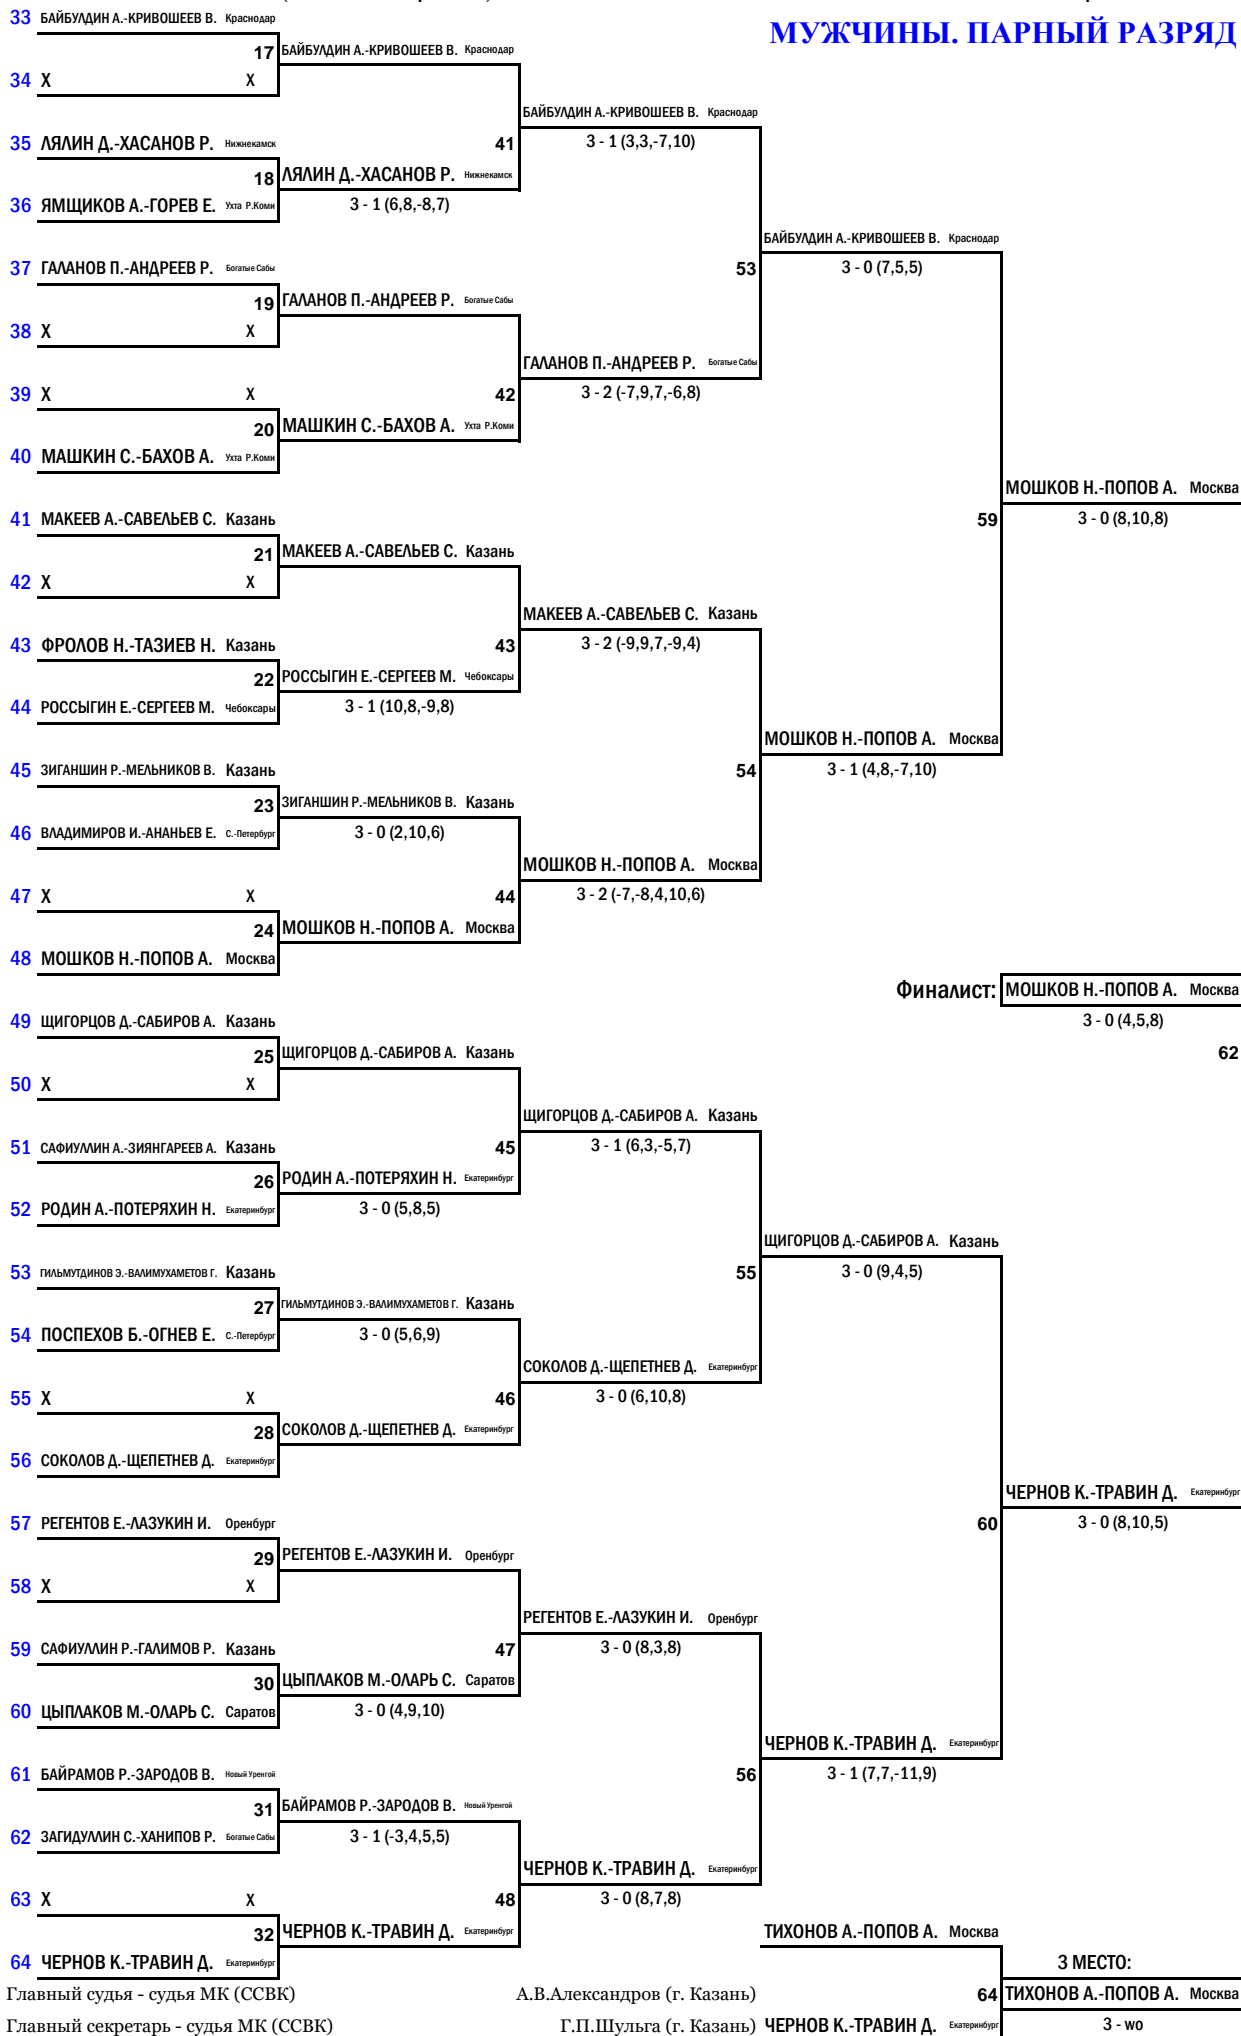 33 БАЙБУЛДИН А.-КРИВОШЕЕВ В. Краснодар
МУЖЧИНЫ. ПАРНЫЙ РАЗРЯД
17 БАЙБУЛДИН А.-КРИВОШЕЕВ В. Краснодар
34 X X
БАЙБУЛДИН А.-КРИВОШЕЕВ В. Краснодар
35 ЛЯЛИН Д.-ХАСАНОВ Р. Нижнекамск 41 3 - 1 (3,3,-7,10)
18 ЛЯЛИН Д.-ХАСАНОВ Р. Нижнекамск
36 ЯМЩИКОВ А.-ГОРЕВ Е. Ухта Р.Коми 3 - 1 (6,8,-8,7)
БАЙБУЛДИН А.-КРИВОШЕЕВ В. Краснодар
37 ГАЛАНОВ П.-АНДРЕЕВ Р. Богатые Сабы 53 3 - 0 (7,5,5)
19 ГАЛАНОВ П.-АНДРЕЕВ Р. Богатые Сабы
38 X X
ГАЛАНОВ П.-АНДРЕЕВ Р. Богатые Сабы
39 X X 42 3 - 2 (-7,9,7,-6,8)
20 МАШКИН С.-БАХОВ А. Ухта Р.Коми
40 МАШКИН С.-БАХОВ А. Ухта Р.Коми
МОШКОВ Н.-ПОПОВ А. Москва
41 МАКЕЕВ А.-САВЕЛЬЕВ С. Казань 59 3 - 0 (8,10,8)
21 МАКЕЕВ А.-САВЕЛЬЕВ С. Казань
42 X X
МАКЕЕВ А.-САВЕЛЬЕВ С. Казань
43 ФРОЛОВ Н.-ТАЗИЕВ Н. Казань 43 3 - 2 (-9,9,7,-9,4)
22 РОССЫГИН Е.-СЕРГЕЕВ М. Чебоксары
44 РОССЫГИН Е.-СЕРГЕЕВ М. Чебоксары 3 - 1 (10,8,-9,8)
МОШКОВ Н.-ПОПОВ А. Москва
45 ЗИГАНШИН Р.-МЕЛЬНИКОВ В. Казань 54 3 - 1 (4,8,-7,10)
23 ЗИГАНШИН Р.-МЕЛЬНИКОВ В. Казань
46 ВЛАДИМИРОВ И.-АНАНЬЕВ Е. С.-Петербург 3 - 0 (2,10,6)
МОШКОВ Н.-ПОПОВ А. Москва
47 X X 44 3 - 2 (-7,-8,4,10,6)
24 МОШКОВ Н.-ПОПОВ А. Москва
48 МОШКОВ Н.-ПОПОВ А. Москва
Финалист: МОШКОВ Н.-ПОПОВ А. Москва
49 ЩИГОРЦОВ Д.-САБИРОВ А. Казань 3 - 0 (4,5,8)
25 ЩИГОРЦОВ Д.-САБИРОВ А. Казань 62
50 X X
ЩИГОРЦОВ Д.-САБИРОВ А. Казань
51 САФИУЛЛИН А.-ЗИЯНГАРЕЕВ А. Казань 45 3 - 1 (6,3,-5,7)
26 РОДИН А.-ПОТЕРЯХИН Н. Екатеринбург
52 РОДИН А.-ПОТЕРЯХИН Н. Екатеринбург 3 - 0 (5,8,5)
ЩИГОРЦОВ Д.-САБИРОВ А. Казань
53 ГИЛЬМУТДИНОВ Э.-ВАЛИМУХАМЕТОВ Г. Казань 55 3 - 0 (9,4,5)
27 ГИЛЬМУТДИНОВ Э.-ВАЛИМУХАМЕТОВ Г. Казань
54 ПОСПЕХОВ Б.-ОГНЕВ Е. С.-Петербург 3 - 0 (5,6,9)
СОКОЛОВ Д.-ЩЕПЕТНЕВ Д. Екатеринбург
55 X X 46 3 - 0 (6,10,8)
28 СОКОЛОВ Д.-ЩЕПЕТНЕВ Д. Екатеринбург
56 СОКОЛОВ Д.-ЩЕПЕТНЕВ Д. Екатеринбург
ЧЕРНОВ К.-ТРАВИН Д. Екатеринбург
57 РЕГЕНТОВ Е.-ЛАЗУКИН И. Оренбург 60 3 - 0 (8,10,5)
29 РЕГЕНТОВ Е.-ЛАЗУКИН И. Оренбург
58 X X
РЕГЕНТОВ Е.-ЛАЗУКИН И. Оренбург
59 САФИУЛЛИН Р.-ГАЛИМОВ Р. Казань 47 3 - 0 (8,3,8)
30 ЦЫПЛАКОВ М.-ОЛАРЬ С. Саратов
60 ЦЫПЛАКОВ М.-ОЛАРЬ С. Саратов 3 - 0 (4,9,10)
ЧЕРНОВ К.-ТРАВИН Д. Екатеринбург
61 БАЙРАМОВ Р.-ЗАРОДОВ В. Новый Уренгой 56 3 - 1 (7,7,-11,9)
31 БАЙРАМОВ Р.-ЗАРОДОВ В. Новый Уренгой
62 ЗАГИДУЛЛИН С.-ХАНИПОВ Р. Богатые Сабы 3 - 1 (-3,4,5,5)
ЧЕРНОВ К.-ТРАВИН Д. Екатеринбург
63 X X 48 3 - 0 (8,7,8)
32 ЧЕРНОВ К.-ТРАВИН Д. Екатеринбург ТИХОНОВ А.-ПОПОВ А. Москва
64 ЧЕРНОВ К.-ТРАВИН Д. Екатеринбург 3 МЕСТО:
Главный судья - судья МК (ССВК) А.В.Александров (г. Казань) 64 ТИХОНОВ А.-ПОПОВ А. Москва
Главный секретарь - судья МК (ССВК) Г.П.Шульга (г. Казань) ЧЕРНОВ К.-ТРАВИН Д. Екатеринбург 3 - wo